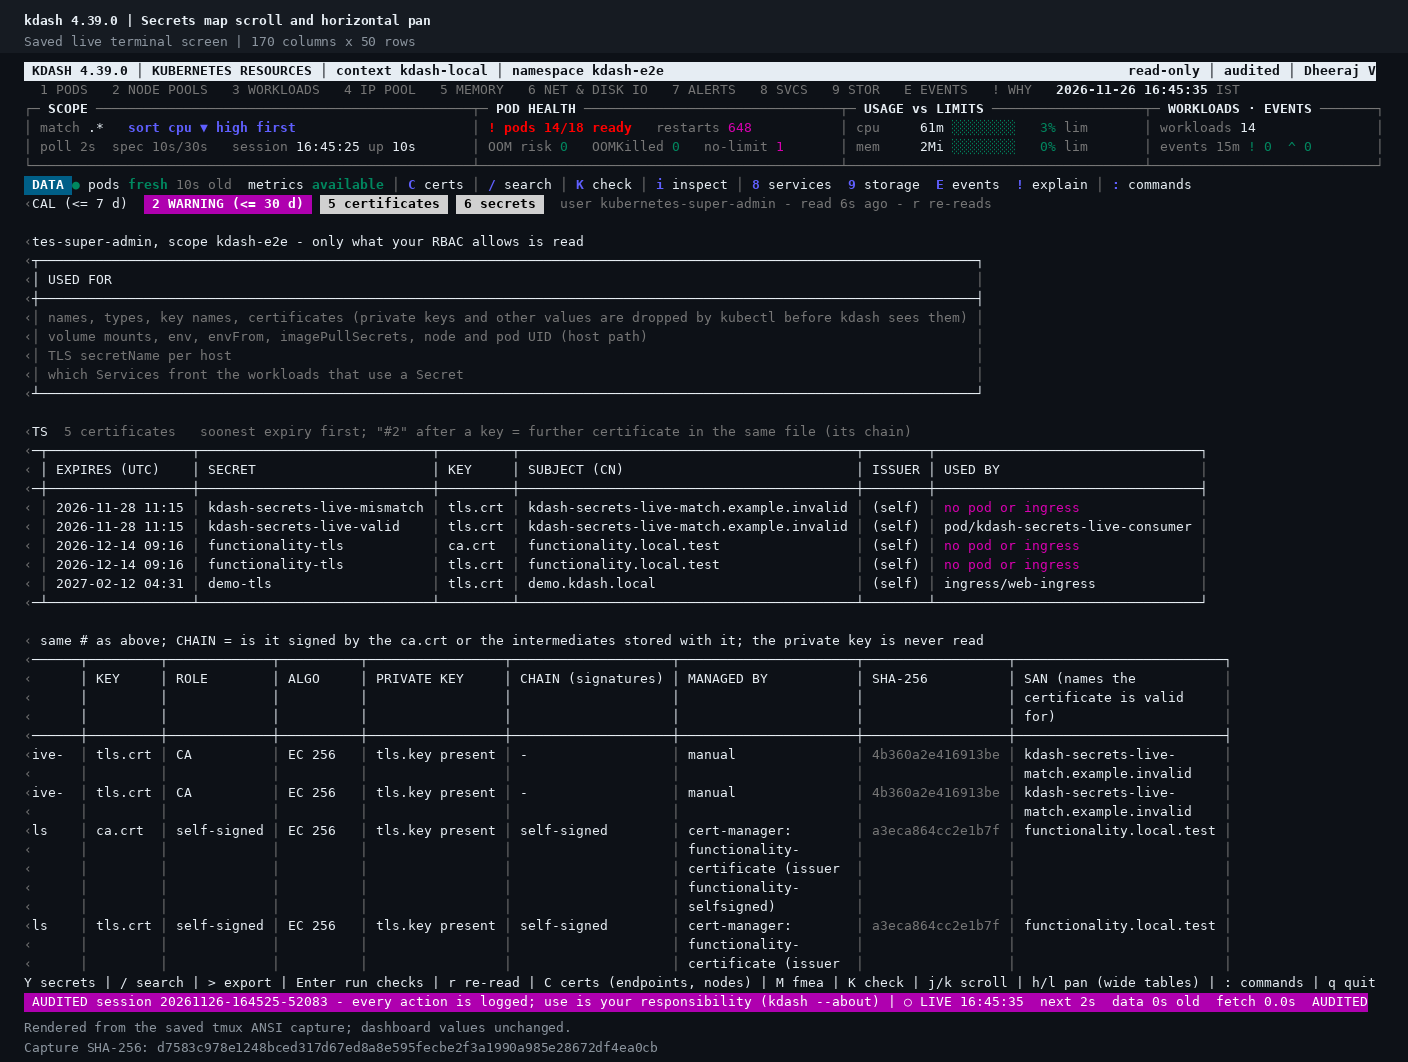 kdash 4.39.0 | Secrets map scroll and horizontal pan
Saved live terminal screen | 170 columns x 50 rows
KDASH 4.39.0 │ KUBERNETES RESOURCES │ context kdash-local │ namespace kdash-e2e read-only │ audited │ Dheeraj V
1 PODS 2 NODE POOLS 3 WORKLOADS 4 IP POOL 5 MEMORY 6 NET & DISK IO 7 ALERTS 8 SVCS 9 STOR E EVENTS ! WHY 2026-11-26 16:45:35 IST
SCOPE POD HEALTH USAGE vs LIMITS WORKLOADS · EVENTS
│ match .* sort cpu ▼ high first │ ! pods 14/18 ready restarts 648 │ cpu 61m ░░░░░░░░ 3% lim │ workloads 14 │
│ poll 2s spec 10s/30s session 16:45:25 up 10s │ OOM risk 0 OOMKilled 0 no-limit 1 │ mem 2Mi ░░░░░░░░ 0% lim │ events 15m ! 0 ^ 0 │
DATA ● pods fresh 10s old metrics available │ C certs │ / search │ K check │ i inspect │ 8 services 9 storage E events ! explain │ : commands
‹CAL (<= 7 d) 2 WARNING (<= 30 d) 5 certificates 6 secrets user kubernetes-super-admin - read 6s ago - r re-reads
‹tes-super-admin, scope kdash-e2e - only what your RBAC allows is read
‹│ USED FOR │
‹│ names, types, key names, certificates (private keys and other values are dropped by kubectl before kdash sees them) │
‹│ volume mounts, env, envFrom, imagePullSecrets, node and pod UID (host path) │
‹│ TLS secretName per host │
‹│ which Services front the workloads that use a Secret │
‹TS 5 certificates soonest expiry first; "#2" after a key = further certificate in the same file (its chain)
‹ │ EXPIRES (UTC) │ SECRET │ KEY │ SUBJECT (CN) │ ISSUER │ USED BY │
‹ │ 2026-11-28 11:15 │ kdash-secrets-live-mismatch │ tls.crt │ kdash-secrets-live-match.example.invalid │ (self) │ no pod or ingress │
‹ │ 2026-11-28 11:15 │ kdash-secrets-live-valid │ tls.crt │ kdash-secrets-live-match.example.invalid │ (self) │ pod/kdash-secrets-live-consumer │
‹ │ 2026-12-14 09:16 │ functionality-tls │ ca.crt │ functionality.local.test │ (self) │ no pod or ingress │
‹ │ 2026-12-14 09:16 │ functionality-tls │ tls.crt │ functionality.local.test │ (self) │ no pod or ingress │
‹ │ 2027-02-12 04:31 │ demo-tls │ tls.crt │ demo.kdash.local │ (self) │ ingress/web-ingress │
‹ same # as above; CHAIN = is it signed by the ca.crt or the intermediates stored with it; the private key is never read
‹ │ KEY │ ROLE │ ALGO │ PRIVATE KEY │ CHAIN (signatures) │ MANAGED BY │ SHA-256 │ SAN (names the │
‹ │ │ │ │ │ │ │ │ certificate is valid │
‹ │ │ │ │ │ │ │ │ for) │
‹ive- │ tls.crt │ CA │ EC 256 │ tls.key present │ - │ manual │ 4b360a2e416913be │ kdash-secrets-live- │
‹ │ │ │ │ │ │ │ │ match.example.invalid │
‹ive- │ tls.crt │ CA │ EC 256 │ tls.key present │ - │ manual │ 4b360a2e416913be │ kdash-secrets-live- │
‹ │ │ │ │ │ │ │ │ match.example.invalid │
‹ls │ ca.crt │ self-signed │ EC 256 │ tls.key present │ self-signed │ cert-manager: │ a3eca864cc2e1b7f │ functionality.local.test │
‹ │ │ │ │ │ │ functionality- │ │ │
‹ │ │ │ │ │ │ certificate (issuer │ │ │
‹ │ │ │ │ │ │ functionality- │ │ │
‹ │ │ │ │ │ │ selfsigned) │ │ │
‹ls │ tls.crt │ self-signed │ EC 256 │ tls.key present │ self-signed │ cert-manager: │ a3eca864cc2e1b7f │ functionality.local.test │
‹ │ │ │ │ │ │ functionality- │ │ │
‹ │ │ │ │ │ │ certificate (issuer │ │ │
Y secrets | / search | > export | Enter run checks | r re-read | C certs (endpoints, nodes) | M fmea | K check | j/k scroll | h/l pan (wide tables) | : commands | q quit
AUDITED session 20261126-164525-52083 - every action is logged; use is your responsibility (kdash --about) | ○ LIVE 16:45:35 next 2s data 0s old fetch 0.0s AUDITED
Rendered from the saved tmux ANSI capture; dashboard values unchanged.
Capture SHA-256: d7583c978e1248bced317d67ed8a8e595fecbe2f3a1990a985e28672df4ea0cb